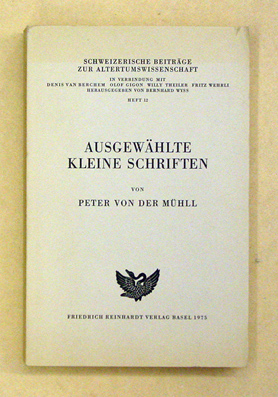 SCHWEIZERISCHE BEITRÄGE
ZUR ALTERTUMSWISSENSCHAFT
IN VERBINDUNG MIT
DENIS VAN BERCHEM OLOF GIGON WILLY THEILER FRITZ WEHRLI
HERAUSGEGEBEN VON BERNHARD WYSS
HEFT 12
AUSGEWÄHLTE
KLEINE SCHRIFTEN
VON
PETER VON DER MÜHLL
FRIEDRICH REINHARDT VERLAG BASEL 1975